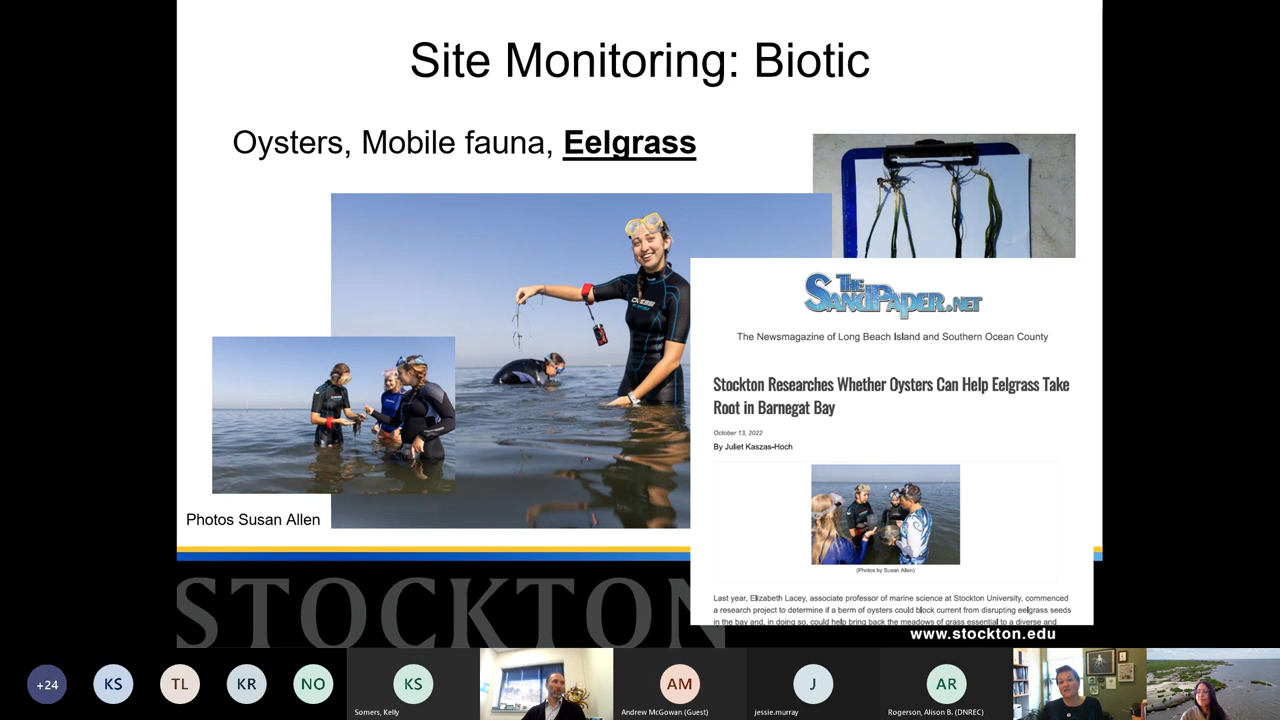 Site Monitoring: Biotic
Oysters, Mobile fauna, Eelgrass
CRESSI
THE SANDPAPER.NET
The Newsmagazine of Long Beach Island and Southern Ocean County
Stockton Researches Whether Oysters Can Help Eelgrass Take
Root in Barnegat Bay
October 13, 2022
By Juliet Kaszas-Hoch
(Photos by Susan Allen)
Last year, Elizabeth Lacey, associate professor of marine science at Stockton University, commenced
a research project to determine if a berm of oysters could block current from disrupting eelgrass seeds
in the bay and, in doing so, could help bring back the meadows of grass essential to a diverse and
Photos Susan Allen
STOCKTON
www.stockton.edu
+24
KS
TL
KR
NO
KS
Somers, Kelly
AM
Andrew McGowan (Guest)
J
jessie.murray
AR
Rogerson, Alison B. (DNREC)